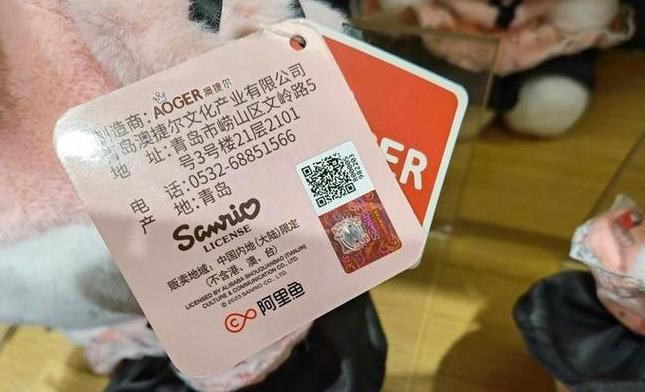 AOGER 澳捷尔
制造商:
青岛澳捷尔文化产业有限公司
地 址:青岛市崂山区文岭路5
号3号楼21层2101
电 话:0532-68851566
产 地:青岛
Sanrio
LICENSE
贩卖地域:中国内地(大陆)限定
(不含港、澳、台)
LICENSED BY ALIBABA SHOUQUANBAO (TIANJIN)
CULTURE & COMMUNICATION CO., LTD.
© 2023 SANRIO CO., LTD.
阿里鱼
ER